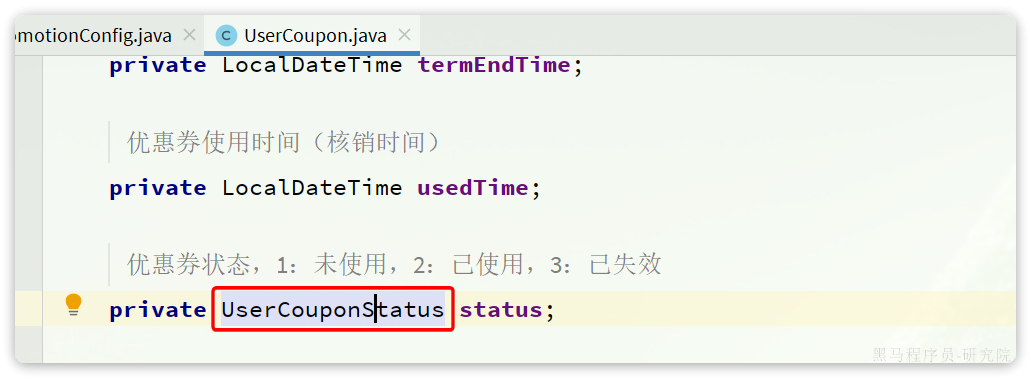 omotionConfig.java UserCoupon.java
private LocalDateTime termEndTime;
优惠券使用时间（核销时间）
private LocalDateTime usedTime;
优惠券状态，1：未使用，2：已使用，3：已失效
private UserCouponStatus status;
黑马程序员-研究院